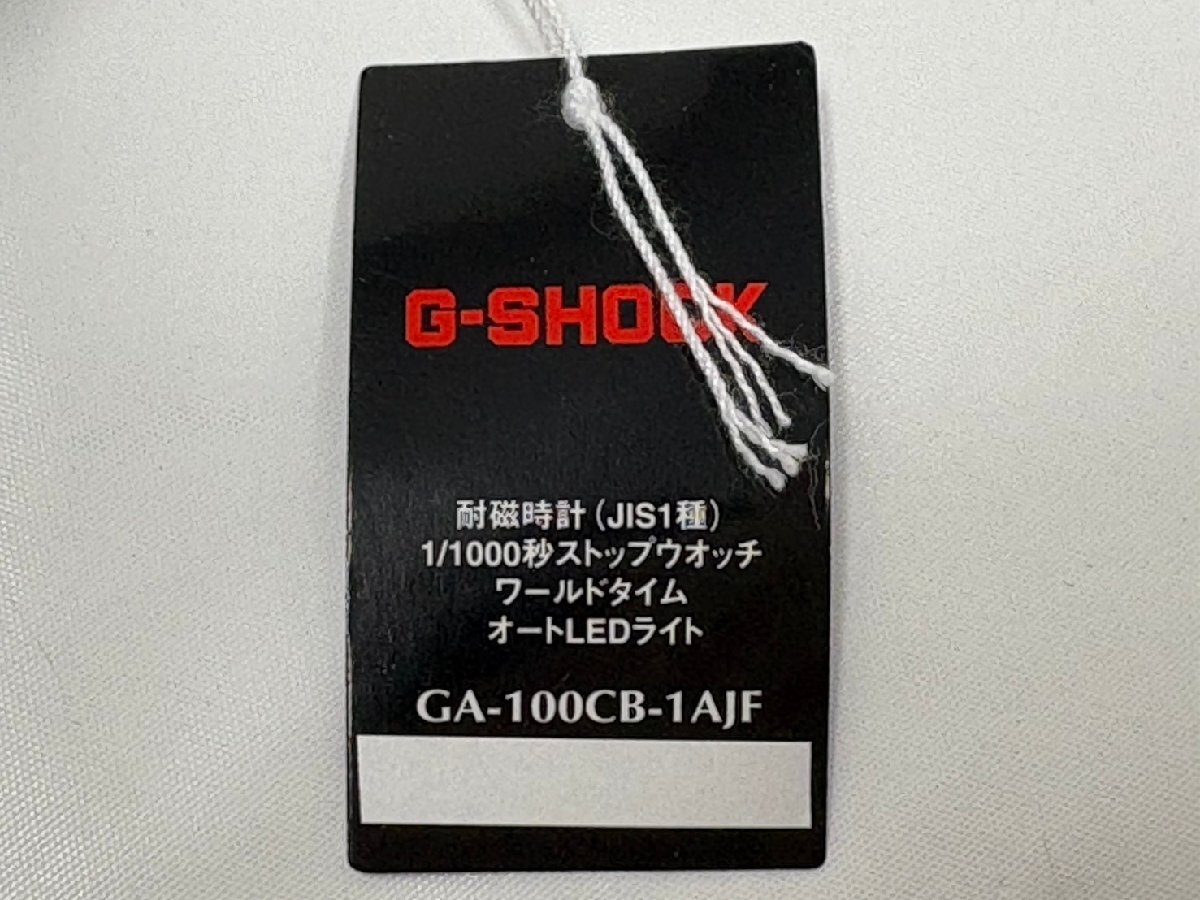 G-SHOCK
耐磁時計(JIS1種)
1/1000秒ストップウオッチ
ワールドタイム
オートLEDライト
GA-100CB-1AJF